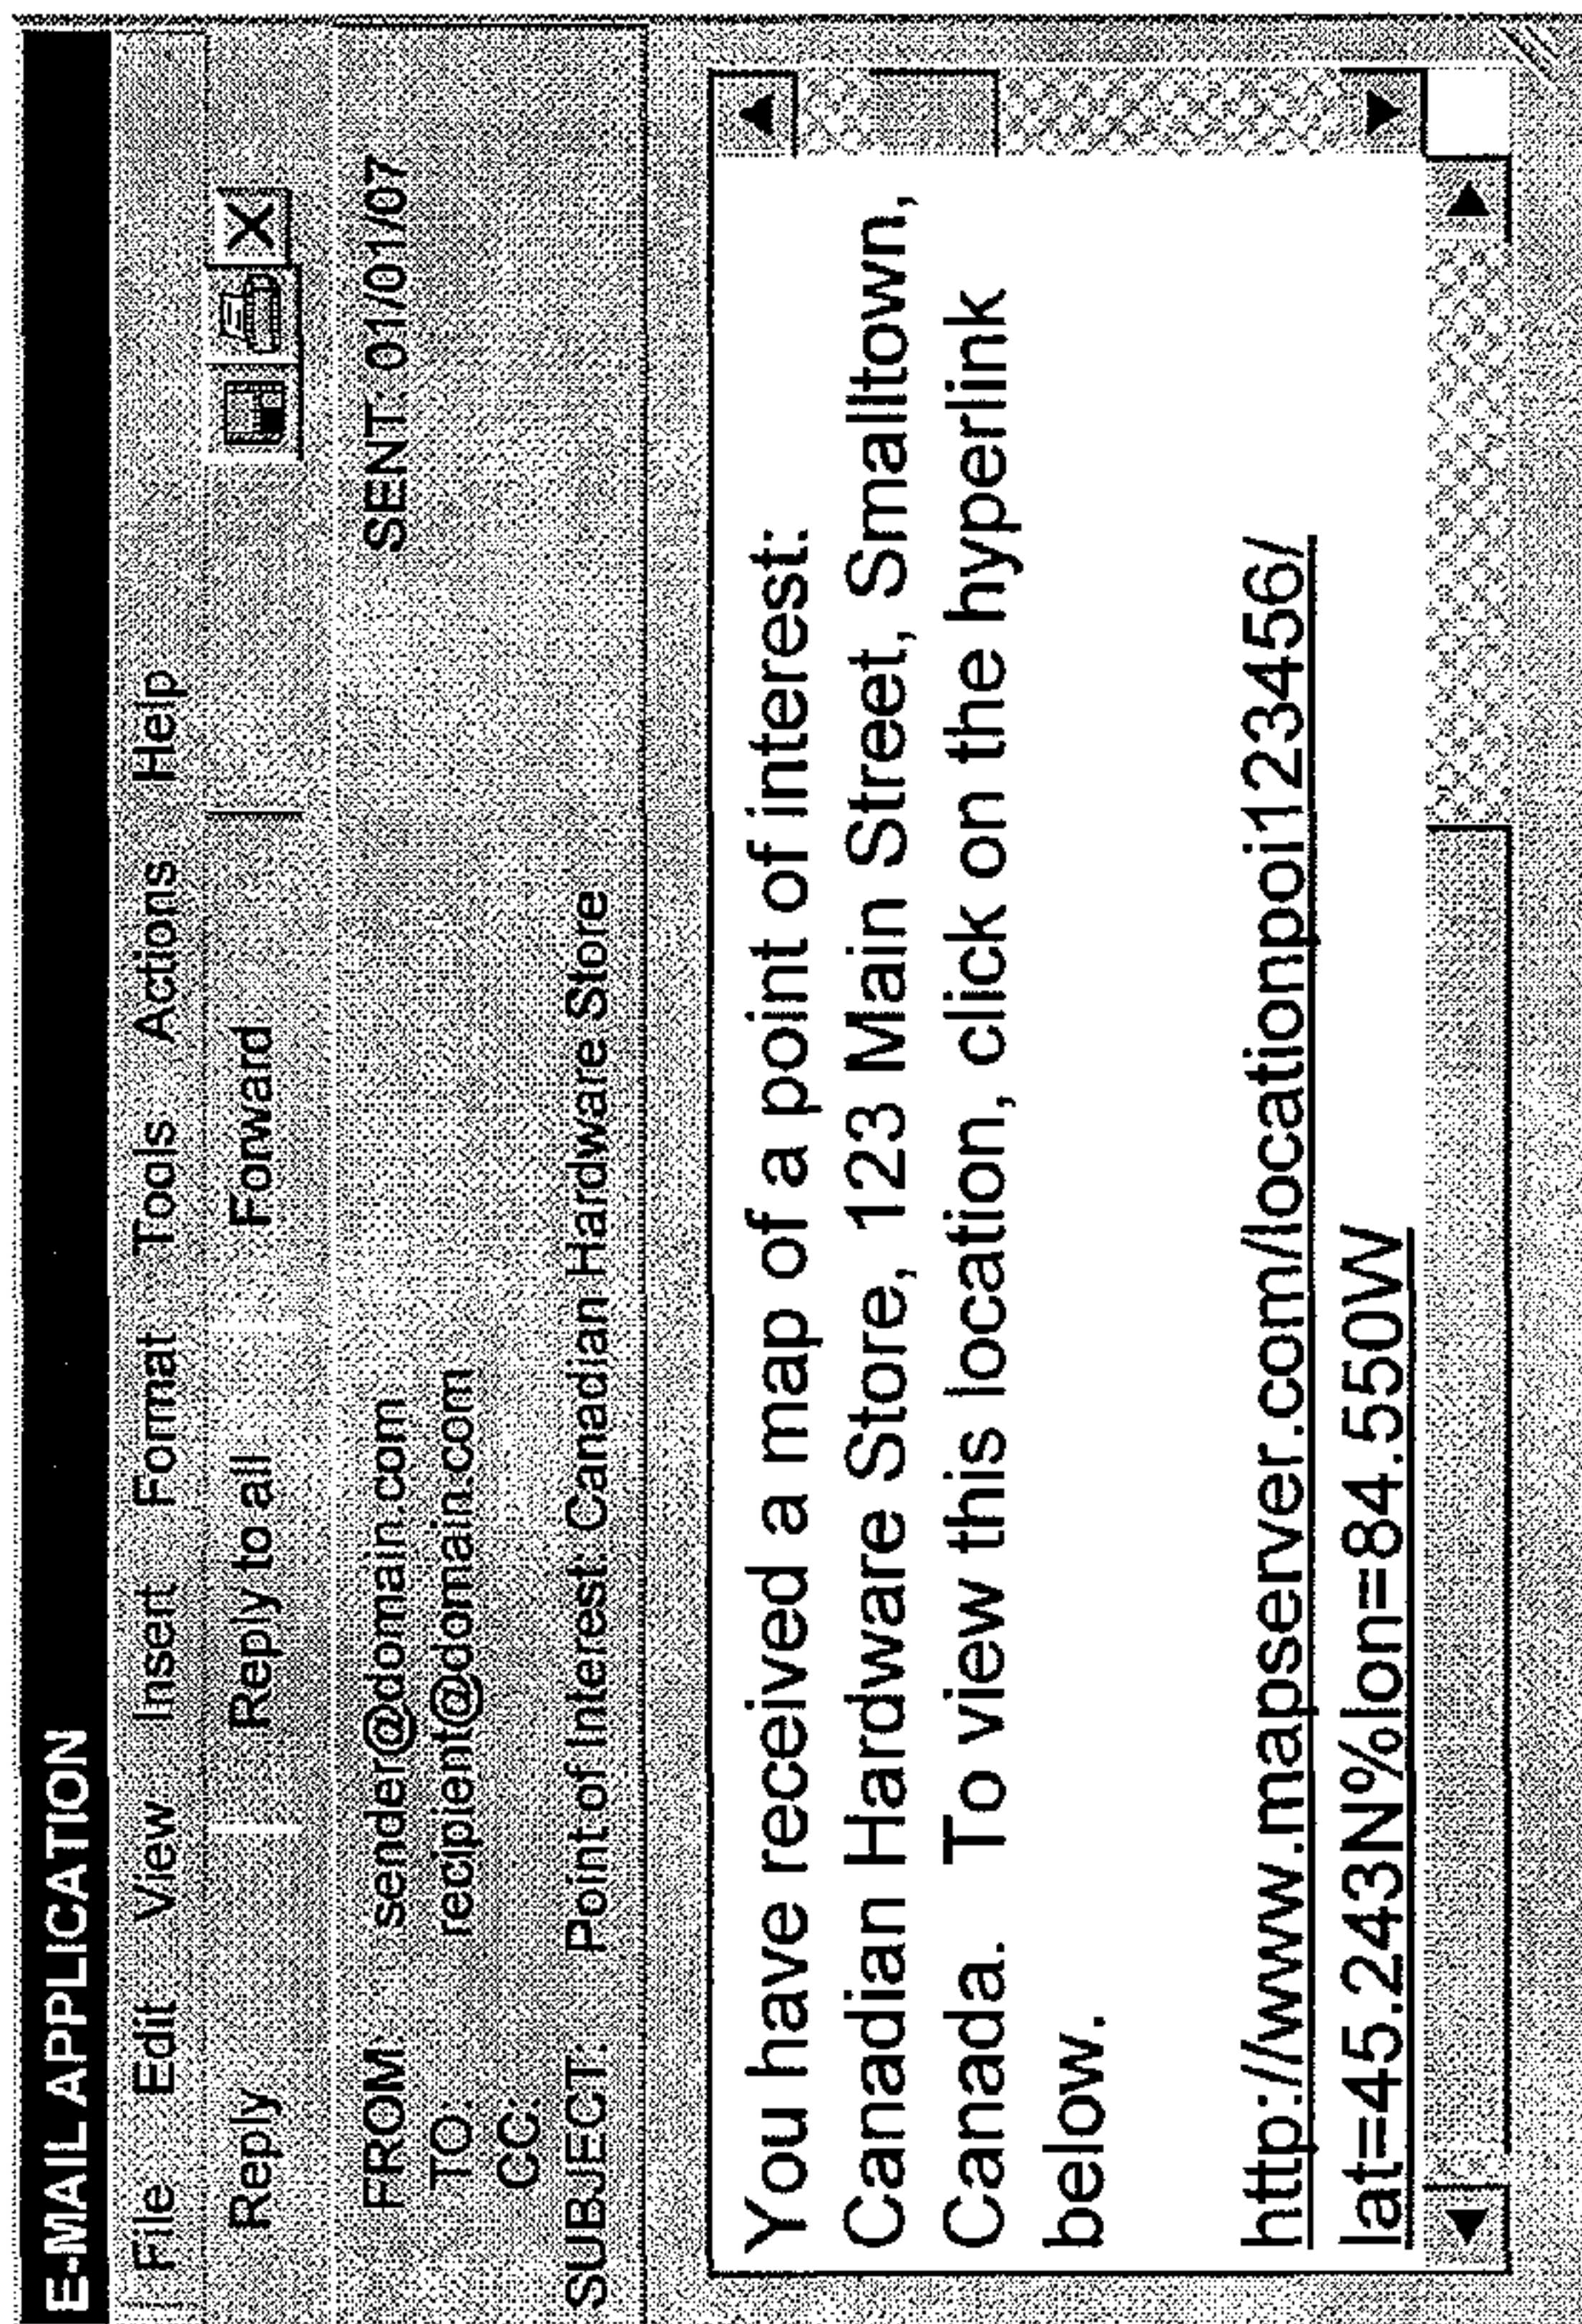 E-MAIL APPLICATION
File Edit View Insert Format Tools Actions Help
Reply Reply to all Forward
FROM: sender@domain.com SENT: 01/01/07
TO: recipient@domain.com
CC:
SUBJECT: Point of Interest: Canadian Hardware Store
You have received a map of a point of interest:
Canadian Hardware Store, 123 Main Street, Smalltown,
Canada. To view this location, click on the hyperlink
below.
http://www.mapserver.com/locationpoi123456/
lat=45.243N%lon=84.550W